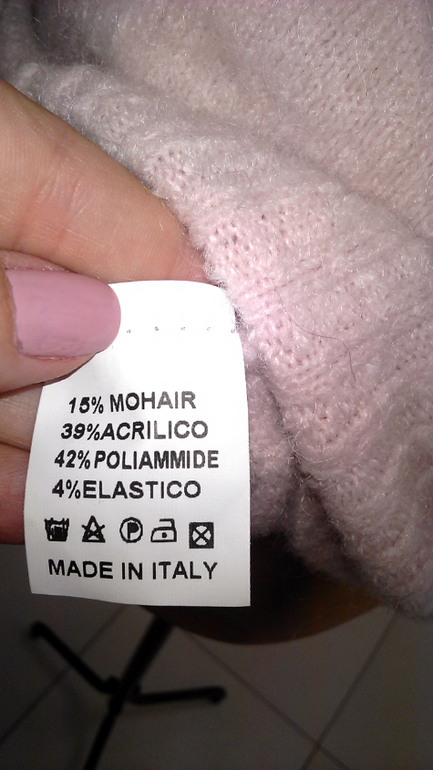 15% MOHAIR
39%ACRILICO
42%POLIAMMIDE
4%ELASTICO
P
MADE IN ITALY